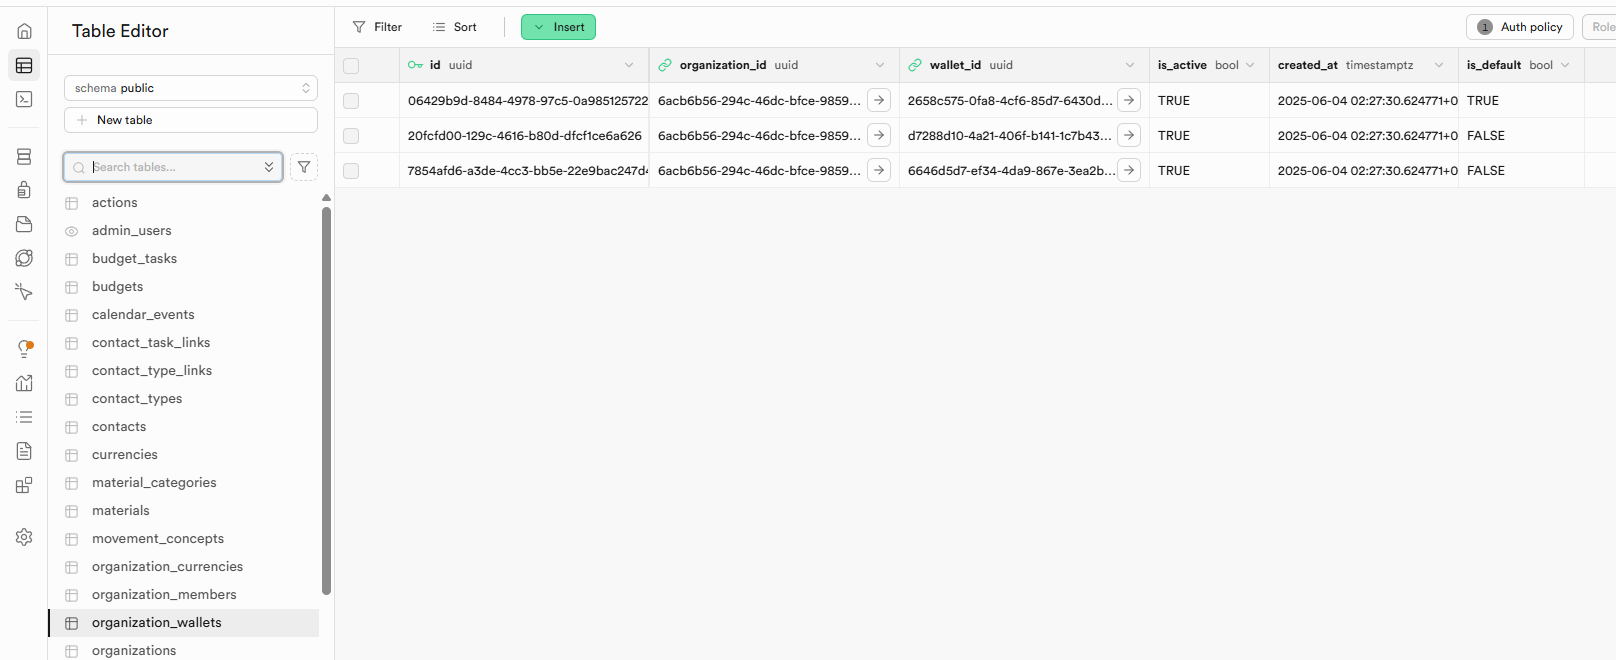 Table Editor
schema public
New table
Search tables...
actions
admin_users
budget_tasks
budgets
calendar_events
contact_task_links
contact_type_links
contact_types
contacts
currencies
material_categories
materials
movement_concepts
organization_currencies
organization_members
organization_wallets
organizations
Filter Sort Insert 1 Auth policy Role
id uuid organization_id uuid wallet_id uuid is_active bool created_at timestamptz is_default bool
06429b9d-8484-4978-97c5-0a985125722 6acb6b56-294c-46dc-bfce-9859... 2658c575-0fa8-4cf6-85d7-6430d... TRUE 2025-06-04 02:27:30.624771+0 TRUE
20fcfd00-129c-4616-b80d-dfcf1ce6a626 6acb6b56-294c-46dc-bfce-9859... d7288d10-4a21-406f-b141-1c7b43... TRUE 2025-06-04 02:27:30.624771+0 FALSE
7854afd6-a3de-4cc3-bb5e-22e9bac247d4 6acb6b56-294c-46dc-bfce-9859... 6646d5d7-ef34-4da9-867e-3ea2b... TRUE 2025-06-04 02:27:30.624771+0 FALSE